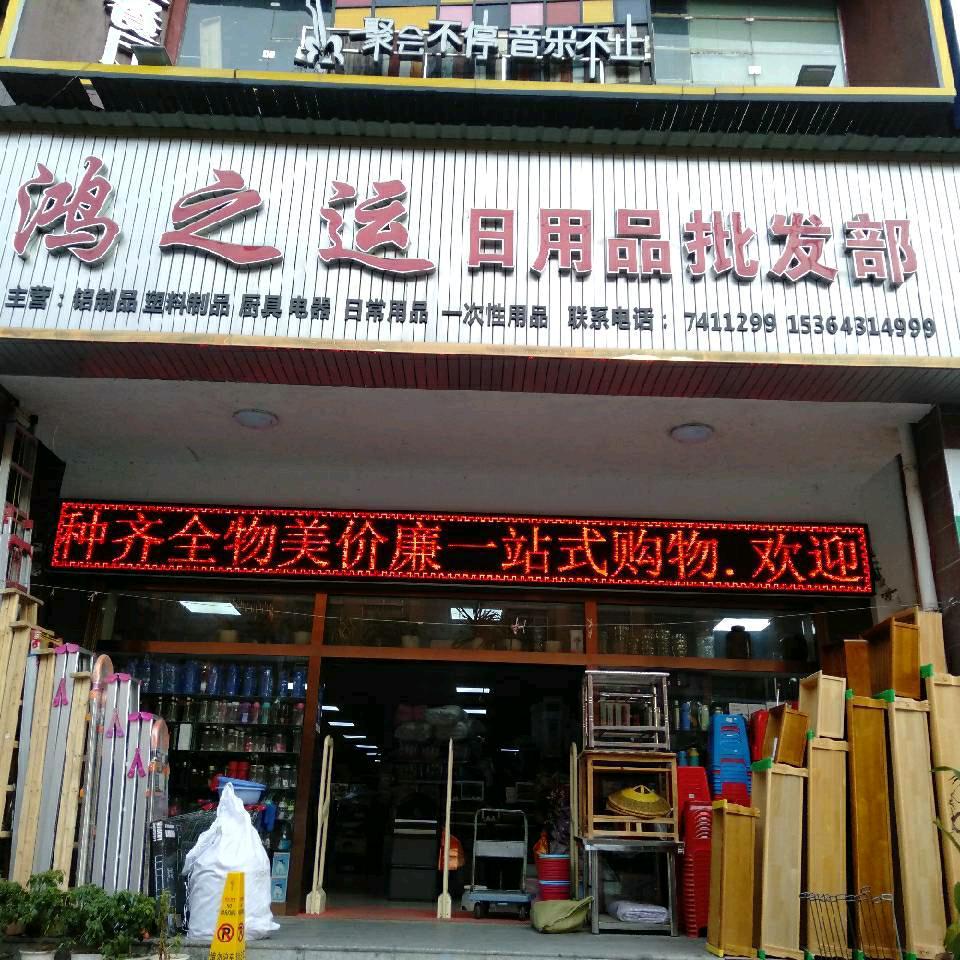 聚会不停 音乐不止
鸿之运 日用品批发部
主营：铝制品 塑料制品 厨具 电器 日常用品 一次性用品 联系电话：7411299 15364314999
种齐全物美价廉一站式购物.欢迎